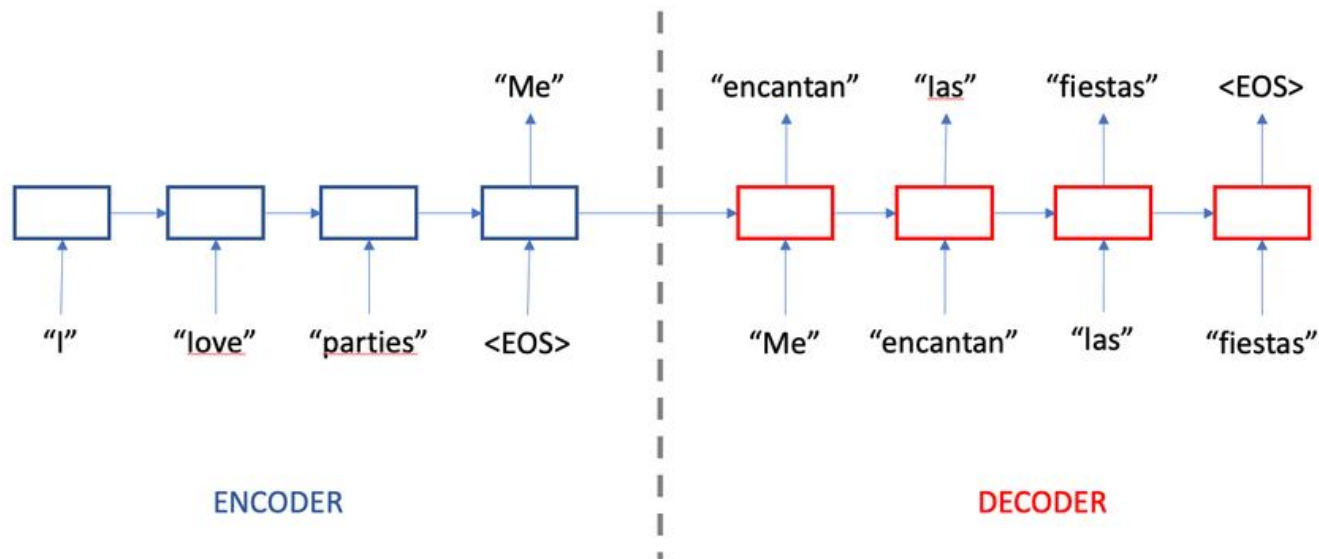 “Me” “encantan” “las” “fiestas” <EOS>
“I” “love” “parties” <EOS> “Me” “encantan” “las” “fiestas”
ENCODER DECODER